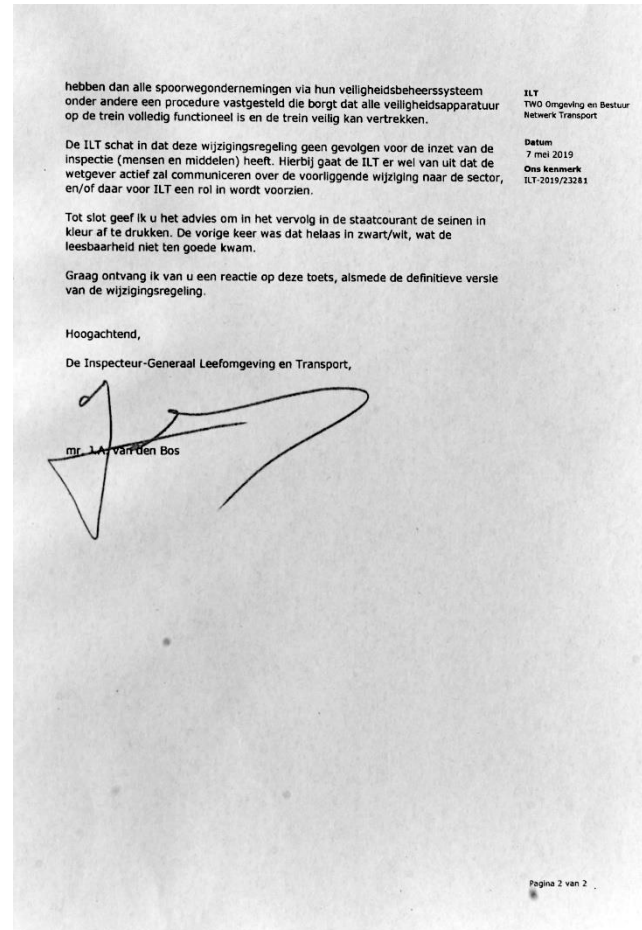 hebben dan alle spoorwegondernemingen via hun veiligheidsbeheerssysteem
onder andere een procedure vastgesteld die borgt dat alle veiligheidsapparatuur
op de trein volledig functioneel is en de trein veilig kan vertrekken.
De ILT schat in dat deze wijzigingsregeling geen gevolgen voor de inzet van de
inspectie (mensen en middelen) heeft. Hierbij gaat de ILT er wel van uit dat de
wetgever actief zal communiceren over de voorliggende wijziging naar de sector,
en/of daar voor ILT een rol in wordt voorzien.
Tot slot geef ik u het advies om in het vervolg in de staatcourant de seinen in
kleur af te drukken. De vorige keer was dat helaas in zwart/wit, wat de
leesbaarheid niet ten goede kwam.
Graag ontvang ik van u een reactie op deze toets, alsmede de definitieve versie
van de wijzigingsregeling.
Hoogachtend,
De Inspecteur-Generaal Leefomgeving en Transport,
mr. J.A. van den Bos
ILT
TWO Omgeving en Bestuur
Netwerk Transport
Datum
7 mei 2019
Ons kenmerk
ILT-2019/23281
Pagina 2 van 2